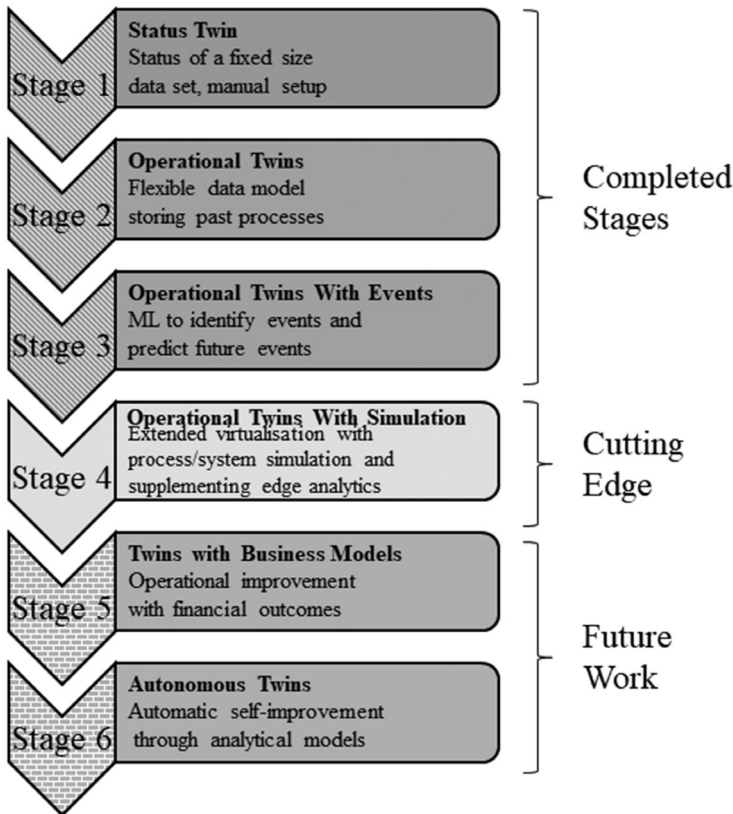 Stage 1
Status Twin
Status of a fixed size
data set, manual setup
Stage 2
Operational Twins
Flexible data model
storing past processes
Stage 3
Operational Twins With Events
ML to identify events and
predict future events
Completed
Stages
Stage 4
Operational Twins With Simulation
Extended virtualisation with
process/system simulation and
supplementing edge analytics
Cutting
Edge
Stage 5
Twins with Business Models
Operational improvement
with financial outcomes
Stage 6
Autonomous Twins
Automatic self-improvement
through analytical models
Future
Work